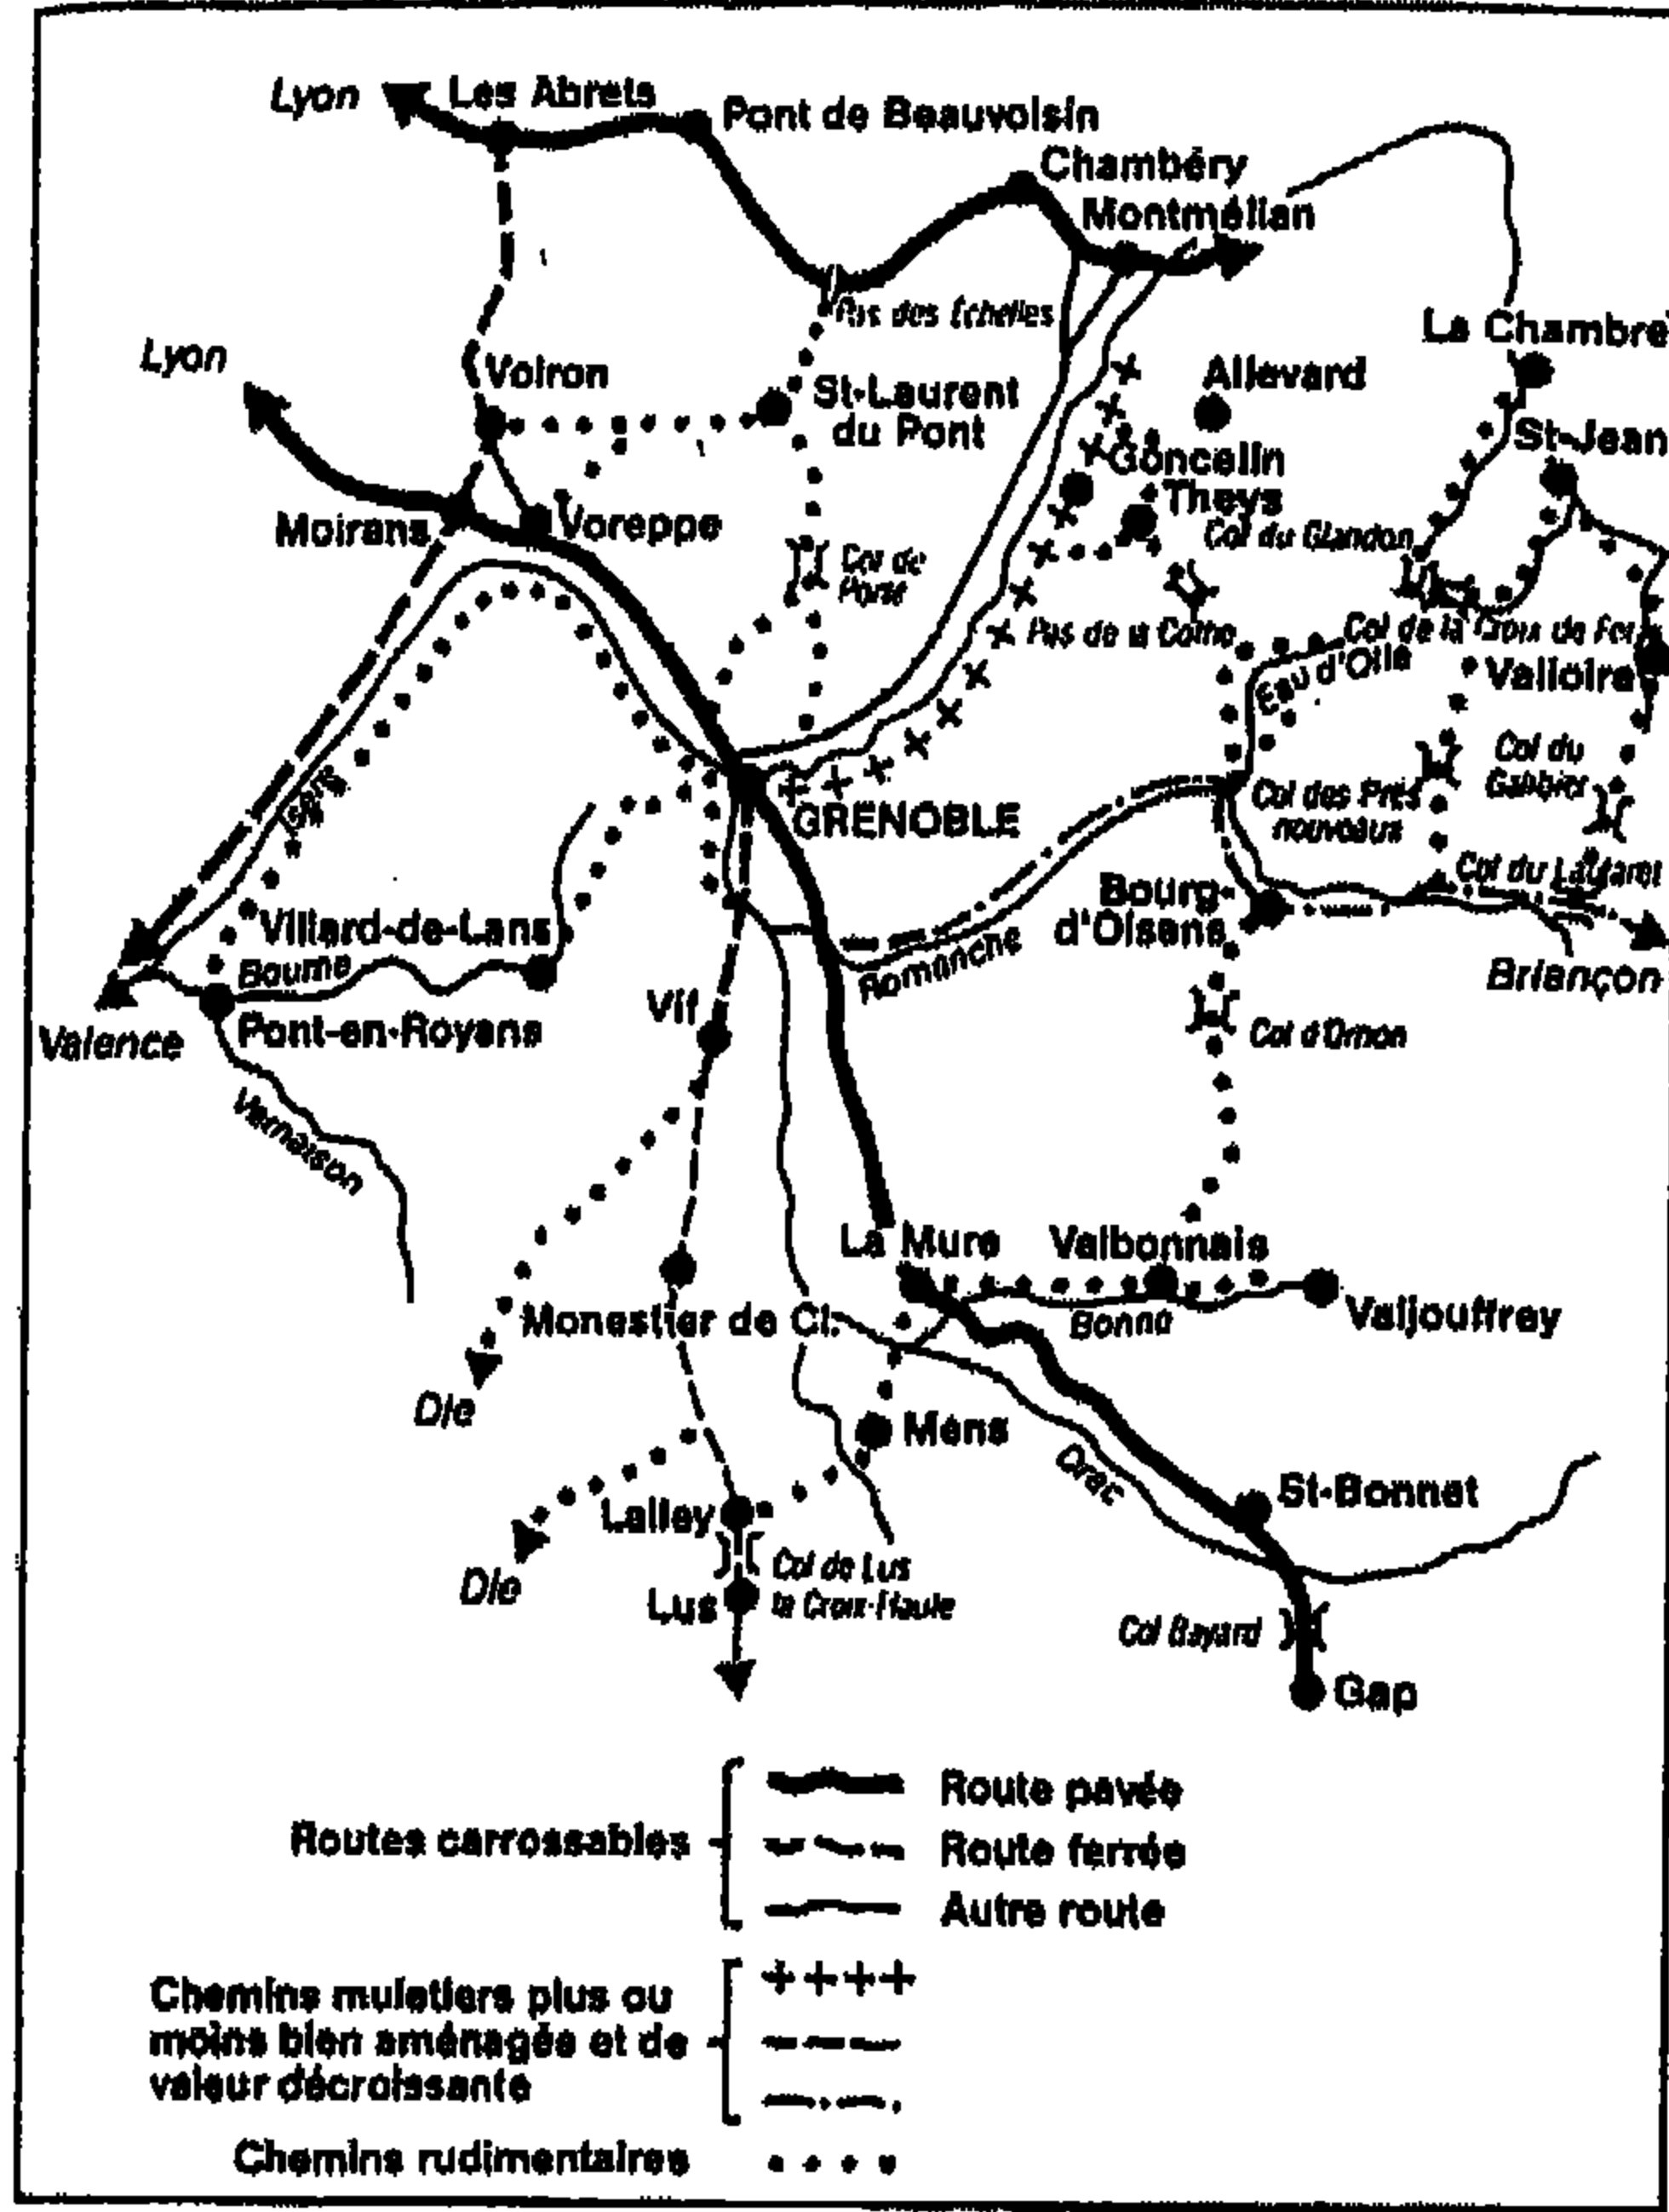 Lyon
Les Abrets
Pont de Beauvoisin
Chambéry
Montmélian
Pas des Echelles
La Chambre
Lyon
Voiron
St-Laurent
du Pont
Allevard
St-Jean
Goncelin
Theys
Moirans
Voreppe
Col de
Porte
Col du Glandon
Pas de la Coche
Col de la Croix de Fer
Eau d'Olle
Valloire
Isère
GRENOBLE
Col des Prés
nouveaux
Col du
Galibier
Col du Lautaret
Villard-de-Lans
Bourne
Bourg-
d'Oisans
Romanche
Briançon
Valence
Pont-en-Royans
Vif
Col d'Ornon
Vernaison
La Mure
Valbonnais
Monestier de Cl.
Bonne
Valjouffrey
Die
Mens
Drac
St-Bonnet
Lalley
Die
Col de Lus
la Croix-Haute
Lus
Col Bayard
Gap
Routes carrossables
Route pavée
Route ferrée
Autre route
Chemins muletiers plus ou
moins bien aménagés et de
valeur décroissante
Chemins rudimentaires